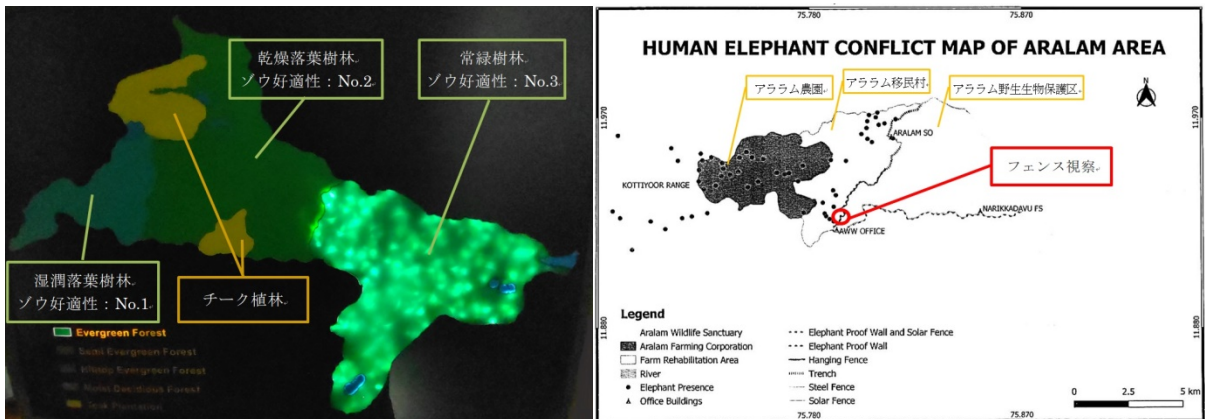 乾燥落葉樹林
ゾウ好適性：No.2
常緑樹林
ゾウ好適性：No.3
湿潤落葉樹林
ゾウ好適性：No.1
チーク植林
Evergreen Forest
Semi Evergreen Forest
Hilltop Evergreen Forest
Moist Deciduous Forest
Teak Plantation
75.780 75.870
HUMAN ELEPHANT CONFLICT MAP OF ARALAM AREA
アララム農園
アララム移民村
アララム野生生物保護区
N
11.970
11.970
ARALAM SO
フェンス視察
KOTTIYOOR RANGE
NARIKKADAVU FS
AAWW OFFICE
Legend
Aralam Wildlife Sanctuary
Aralam Farming Corporation
Farm Rehabilitation Area
River
Elephant Presence
Office Buildings
Elephant Proof Wall and Solar Fence
Elephant Proof Wall
Hanging Fence
Trench
Steel Fence
Solar Fence
11.880
11.880
0 2.5 5 km
75.780 75.870